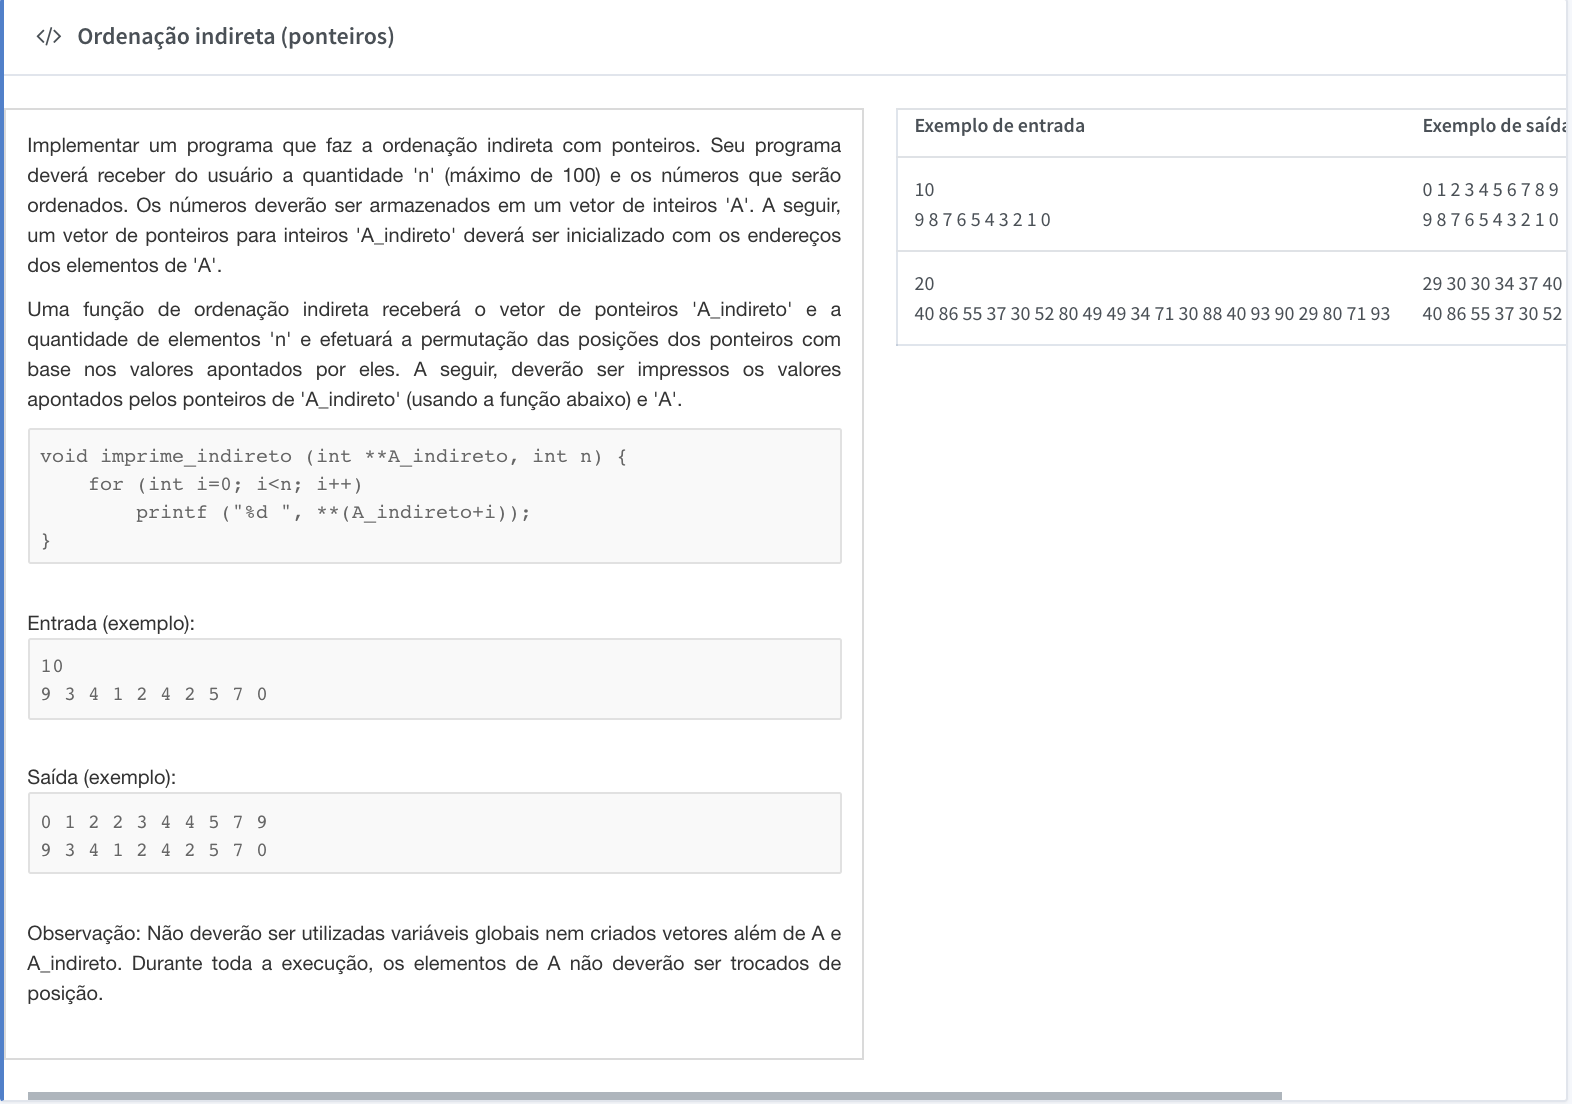 </> Ordenação indireta (ponteiros)
Implementar um programa que faz a ordenação indireta com ponteiros. Seu programa
deverá receber do usuário a quantidade 'n' (máximo de 100) e os números que serão
ordenados. Os números deverão ser armazenados em um vetor de inteiros 'A'. A seguir,
um vetor de ponteiros para inteiros 'A_indireto' deverá ser inicializado com os endereços
dos elementos de 'A'.
Uma função de ordenação indireta receberá o vetor de ponteiros 'A_indireto' e a
quantidade de elementos 'n' e efetuará a permutação das posições dos ponteiros com
base nos valores apontados por eles. A seguir, deverão ser impressos os valores
apontados pelos ponteiros de 'A_indireto' (usando a função abaixo) e 'A'.
void imprime_indireto (int **A_indireto, int n) {
    for (int i=0; i<n; i++)
        printf ("%d ", **(A_indireto+i));
}
Entrada (exemplo):
10
9 3 4 1 2 4 2 5 7 0
Saída (exemplo):
0 1 2 2 3 4 4 5 7 9
9 3 4 1 2 4 2 5 7 0
Observação: Não deverão ser utilizadas variáveis globais nem criados vetores além de A e
A_indireto. Durante toda a execução, os elementos de A não deverão ser trocados de
posição.
Exemplo de entrada Exemplo de saída
10 0 1 2 3 4 5 6 7 8 9
9 8 7 6 5 4 3 2 1 0 9 8 7 6 5 4 3 2 1 0
20 29 30 30 34 37 40
40 86 55 37 30 52 80 49 49 34 71 30 88 40 93 90 29 80 71 93 40 86 55 37 30 52